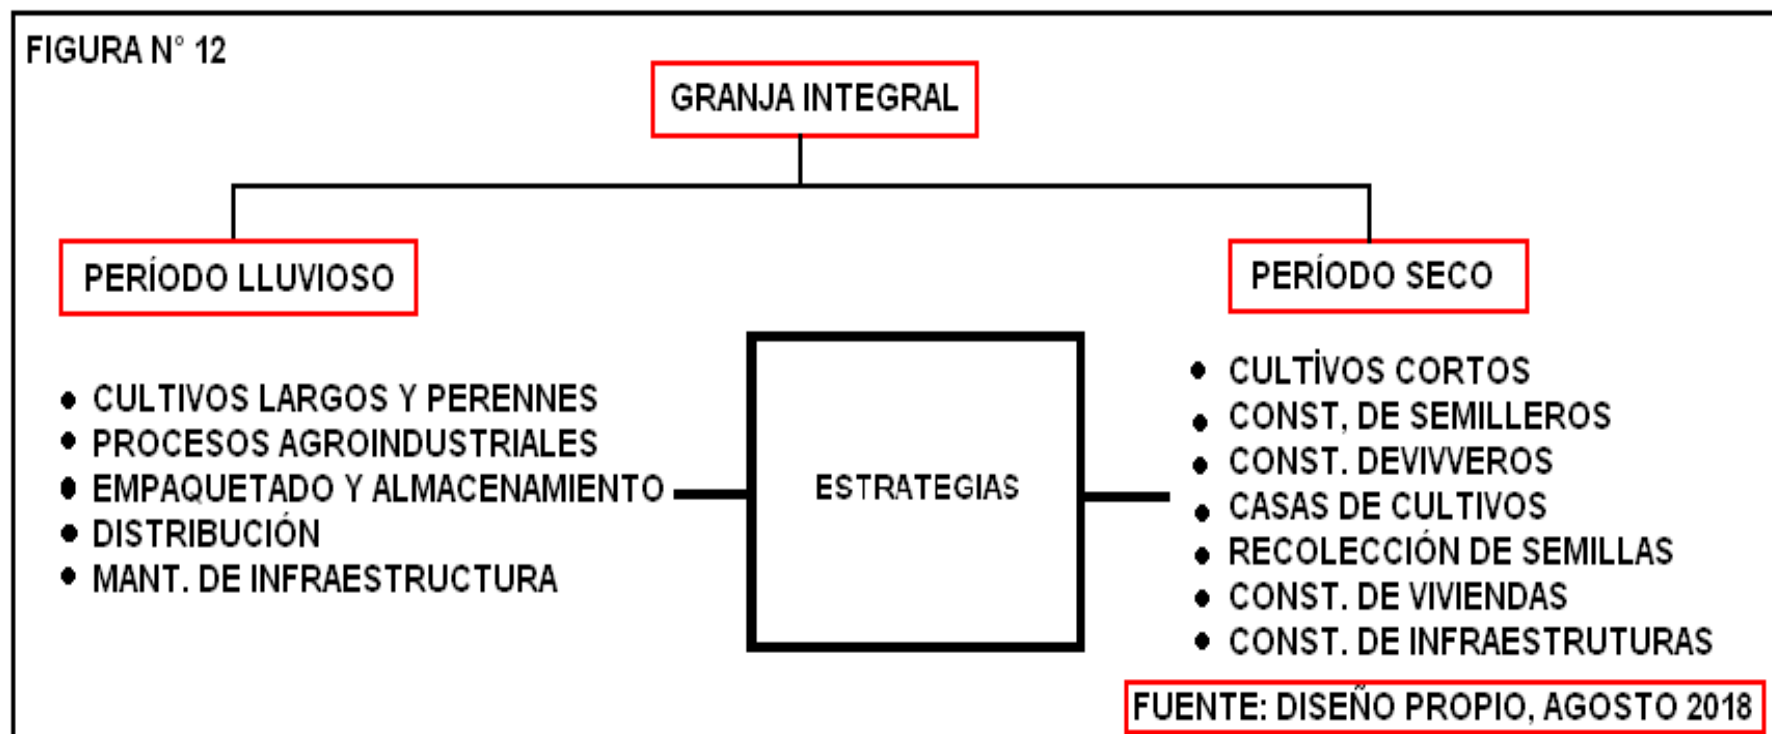 FIGURA N° 12
GRANJA INTEGRAL
PERÍODO LLUVIOSO
PERÍODO SECO
• CULTIVOS LARGOS Y PERENNES
• PROCESOS AGROINDUSTRIALES
• EMPAQUETADO Y ALMACENAMIENTO
• DISTRIBUCIÓN
• MANT. DE INFRAESTRUCTURA
ESTRATEGIAS
• CULTÍVOS CORTOS
• CONST, DE SEMILLEROS
• CONST. DEVIVVEROS
• CASAS DE CULTIVOS
• RECOLECCIÓN DE SEMILLAS
• CONST. DE VIVIENDAS
• CONST. DE INFRAESTRUTURAS
FUENTE: DISEÑO PROPIO, AGOSTO 2018